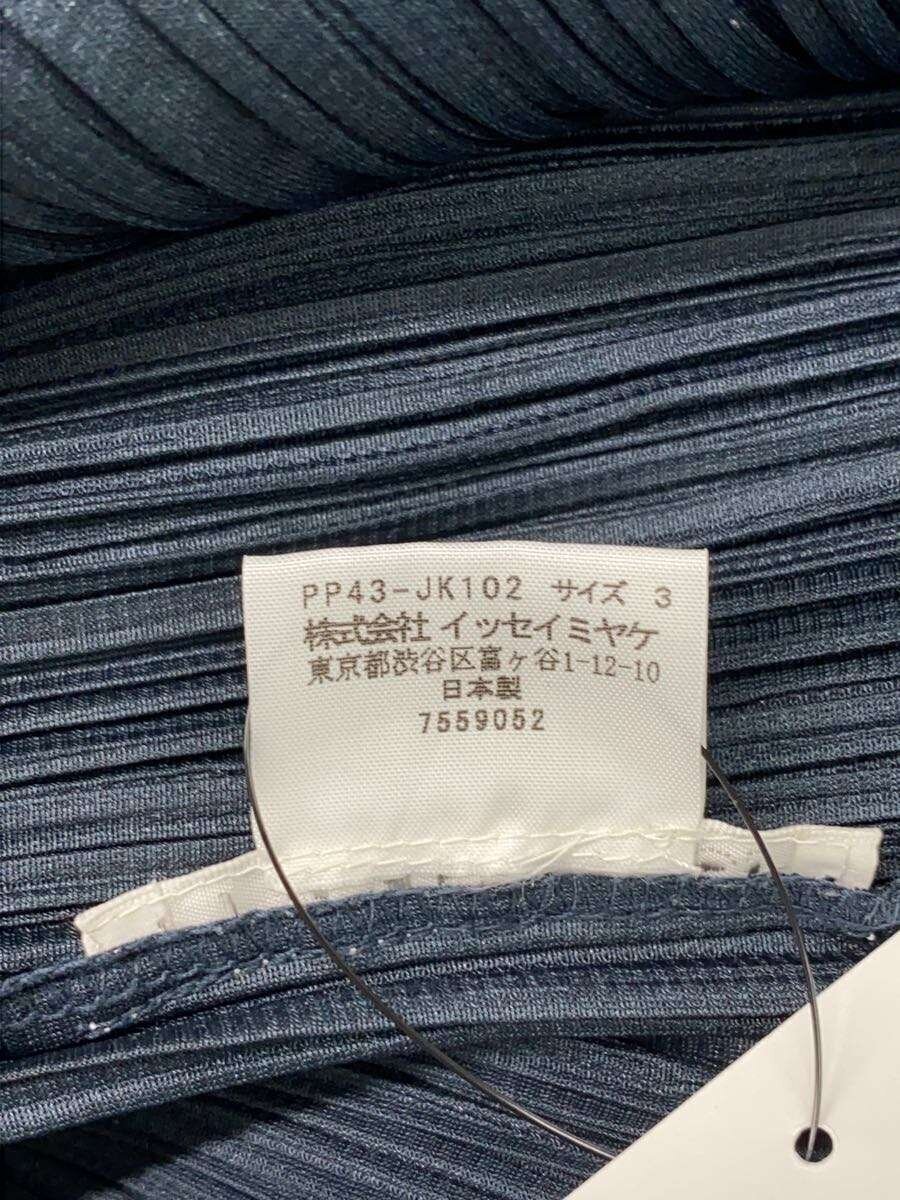 PP43-JK102 サイズ 3
株式会社 イッセイミヤケ
東京都渋谷区富ヶ谷1-12-10
日本製
7559052